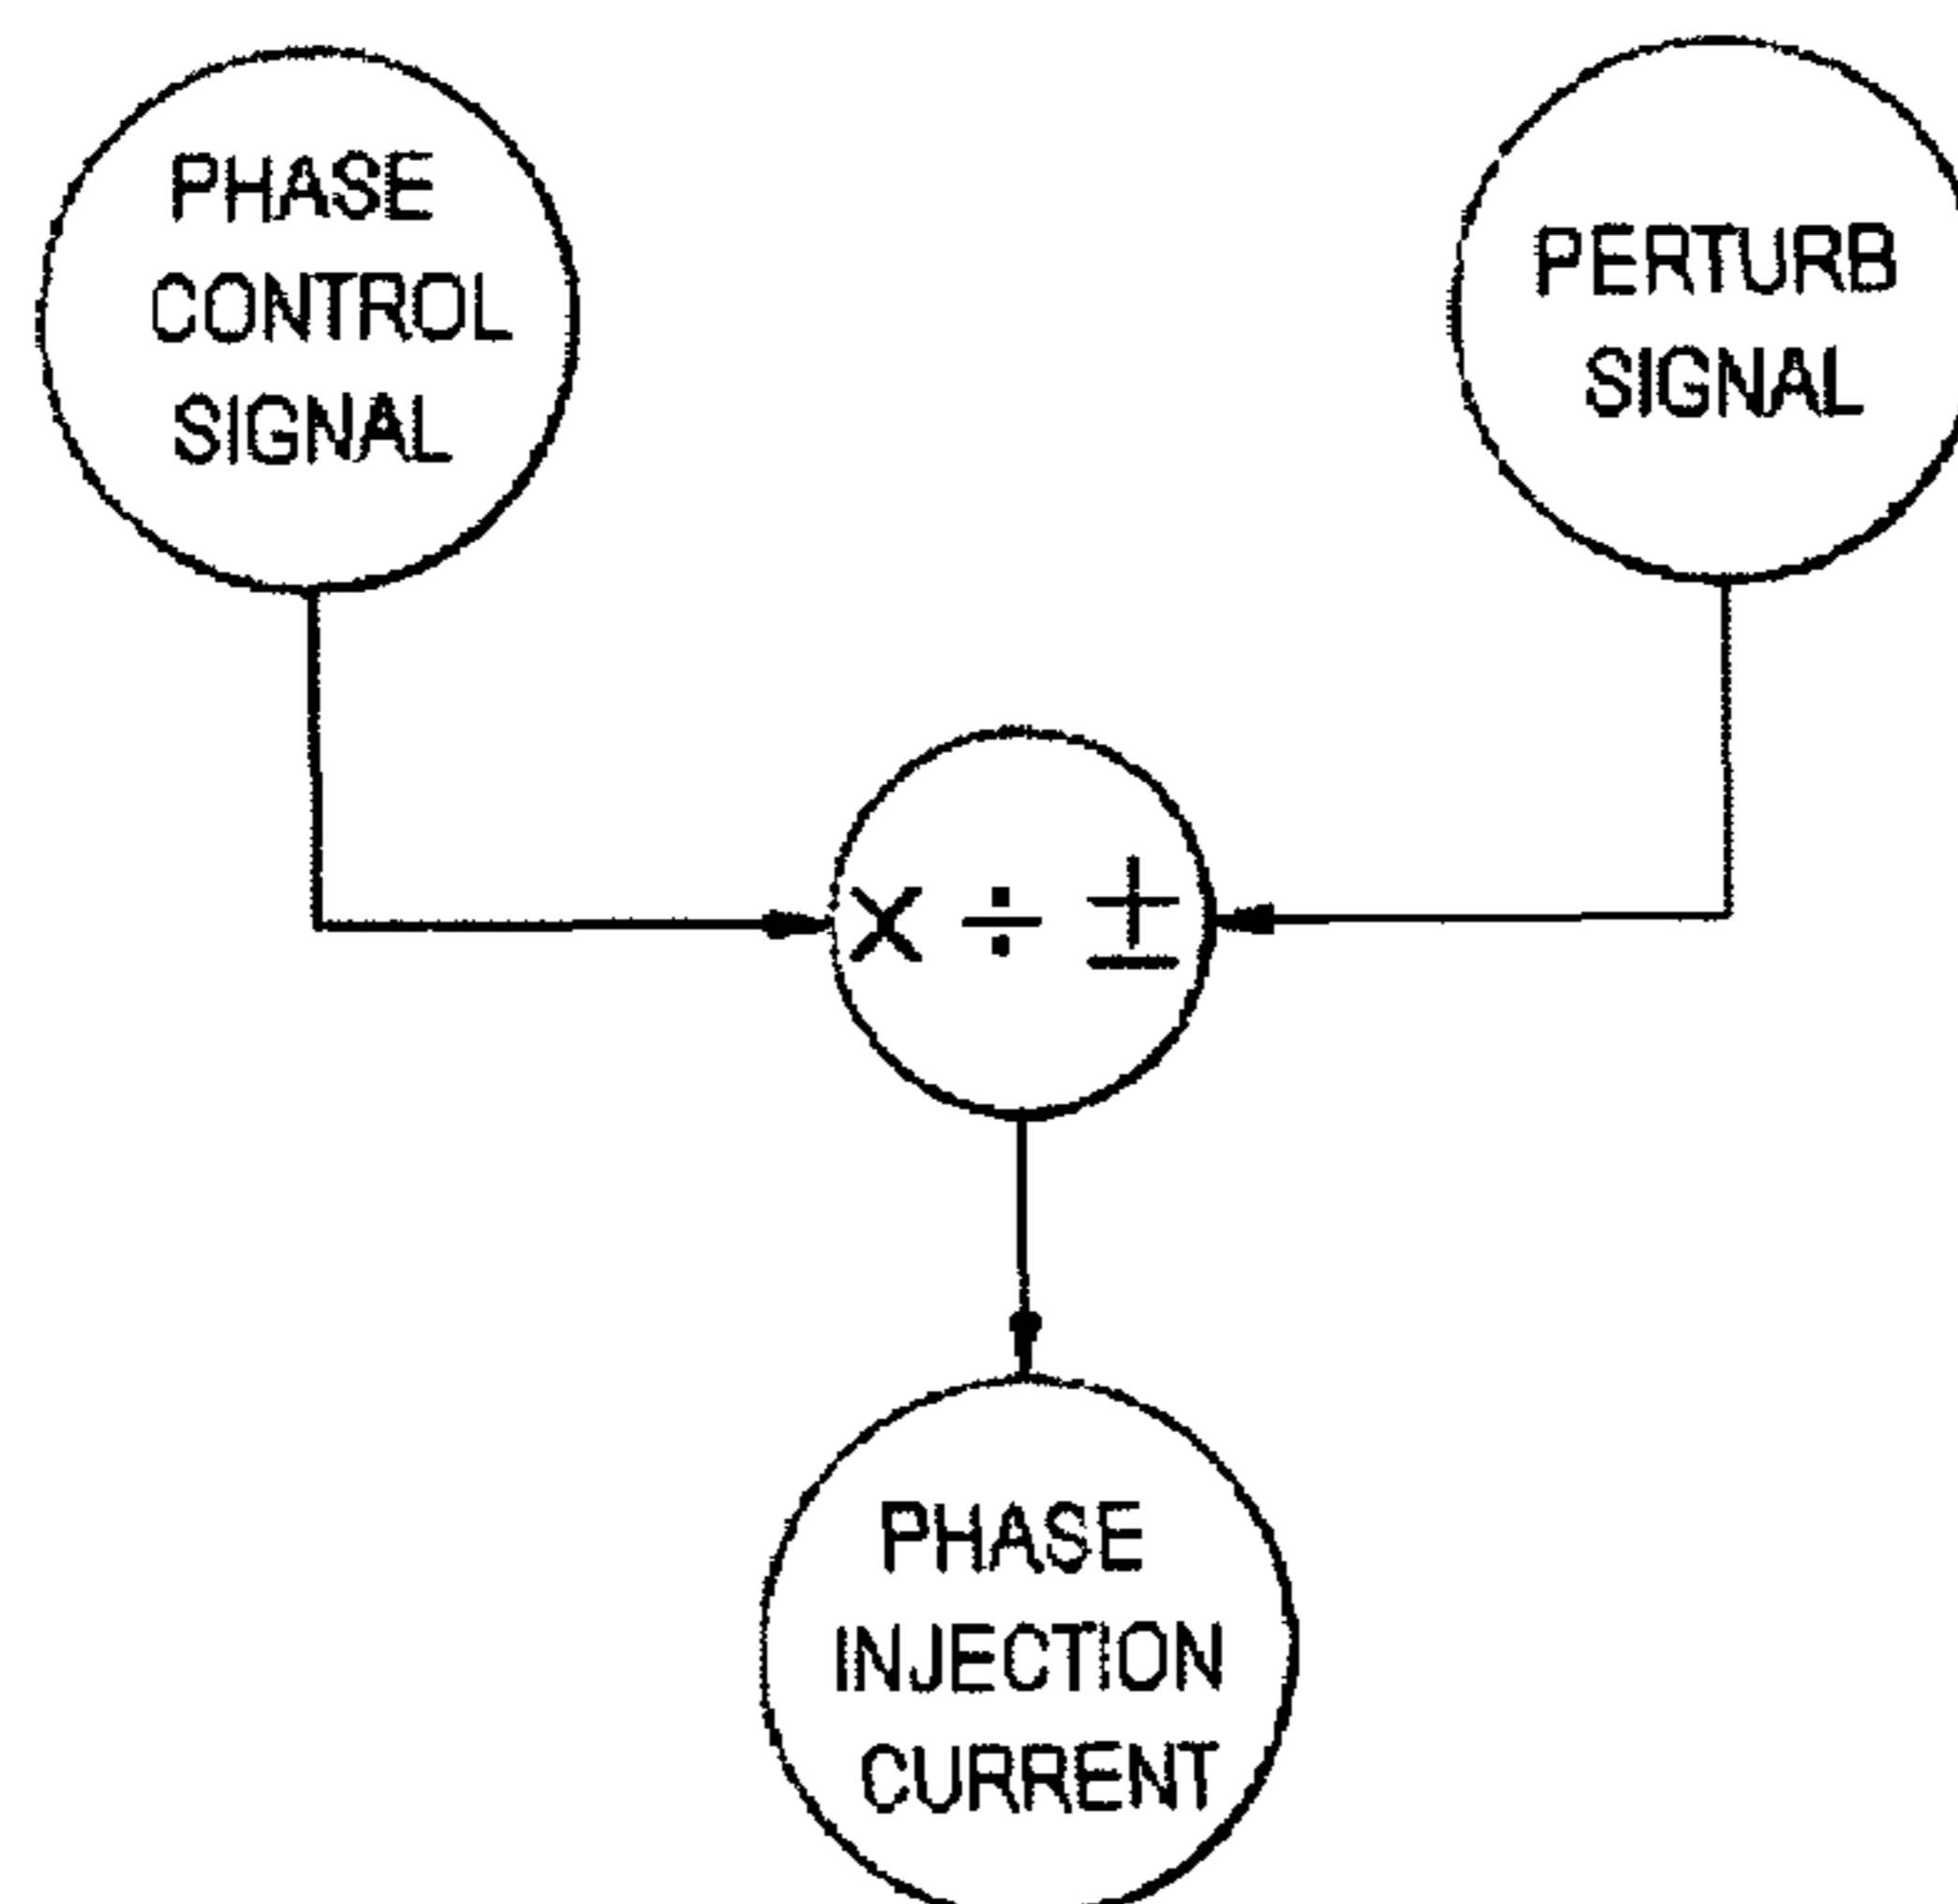 PHASE
CONTROL
SIGNAL
PERTURB
SIGNAL
× ÷ ±
PHASE
INJECTION
CURRENT